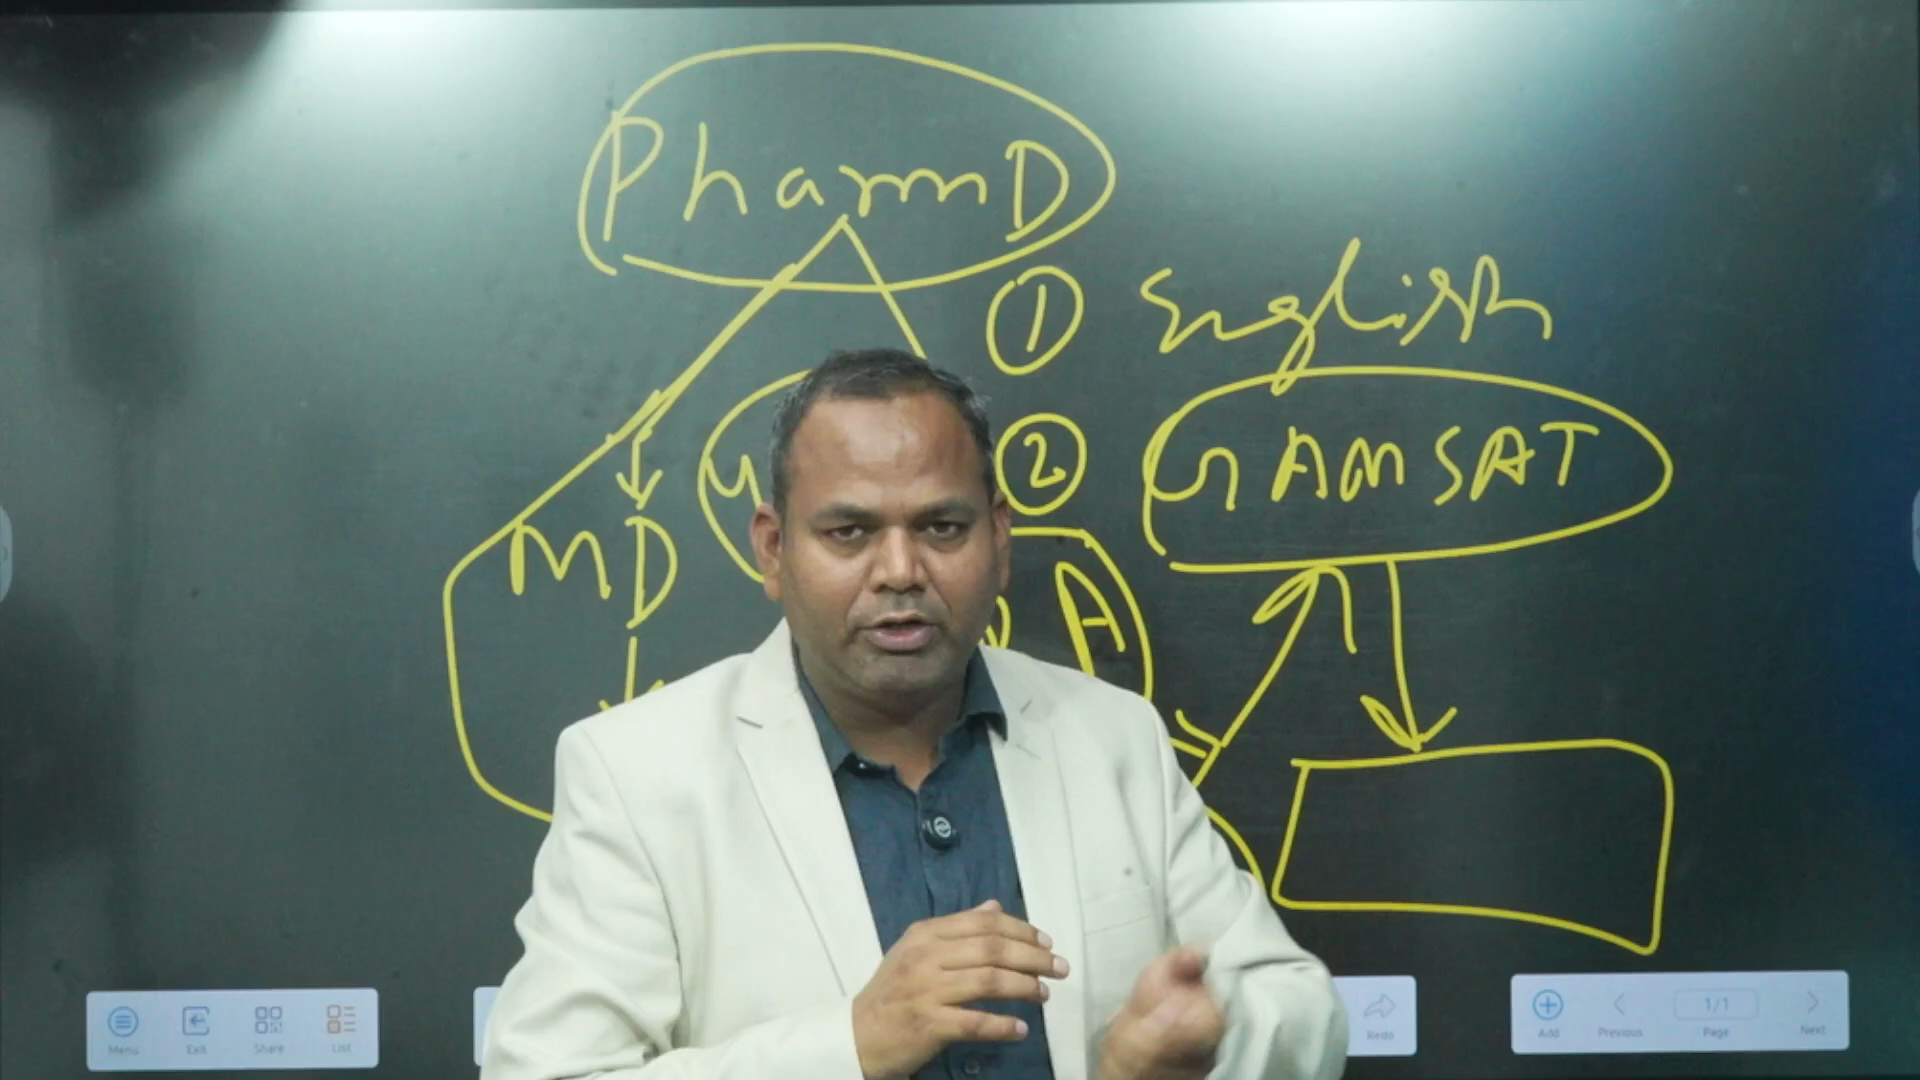 PharmD
① English
② GAMSAT
MD
A
Menu
Exit
Share
List
Redo
Add
Previous
1/1
Page
Next